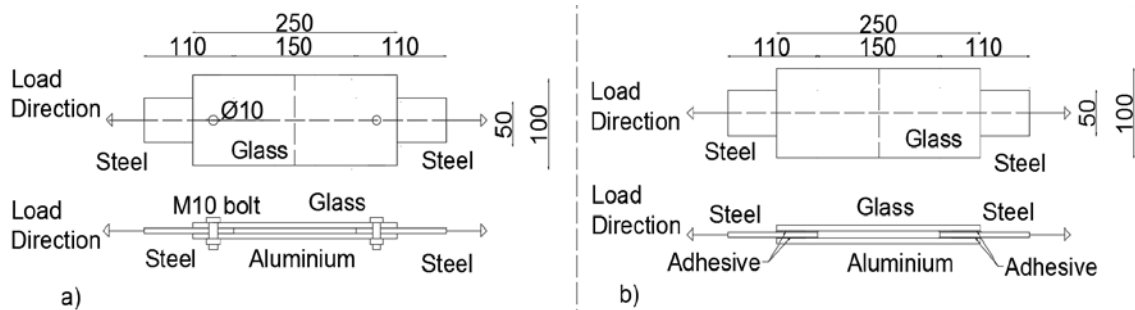 250
110 150 110
Load
Direction
Ø10
Glass
Steel
Steel
50
100
M10 bolt
Glass
Load
Direction
Steel
Aluminium
Steel
a)
250
110 150 110
Load
Direction
Glass
Steel
Steel
50
100
Glass
Load
Direction
Steel
Steel
Adhesive
Aluminium
Adhesive
b)